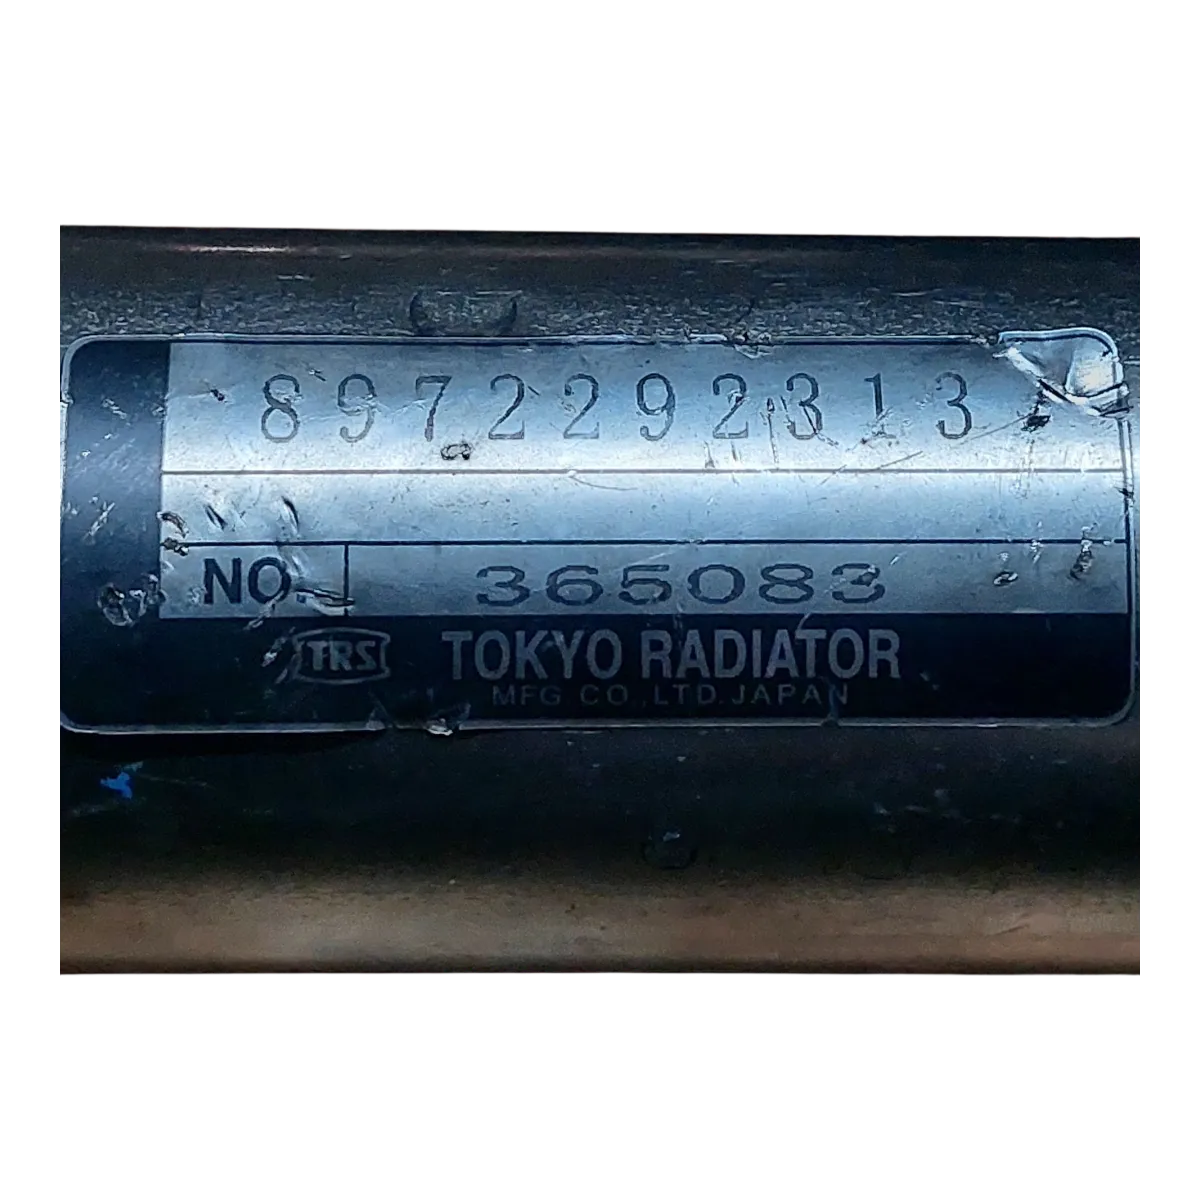 8972292313
NO. 365083
TRS TOKYO RADIATOR
MFG CO.,LTD.JAPAN